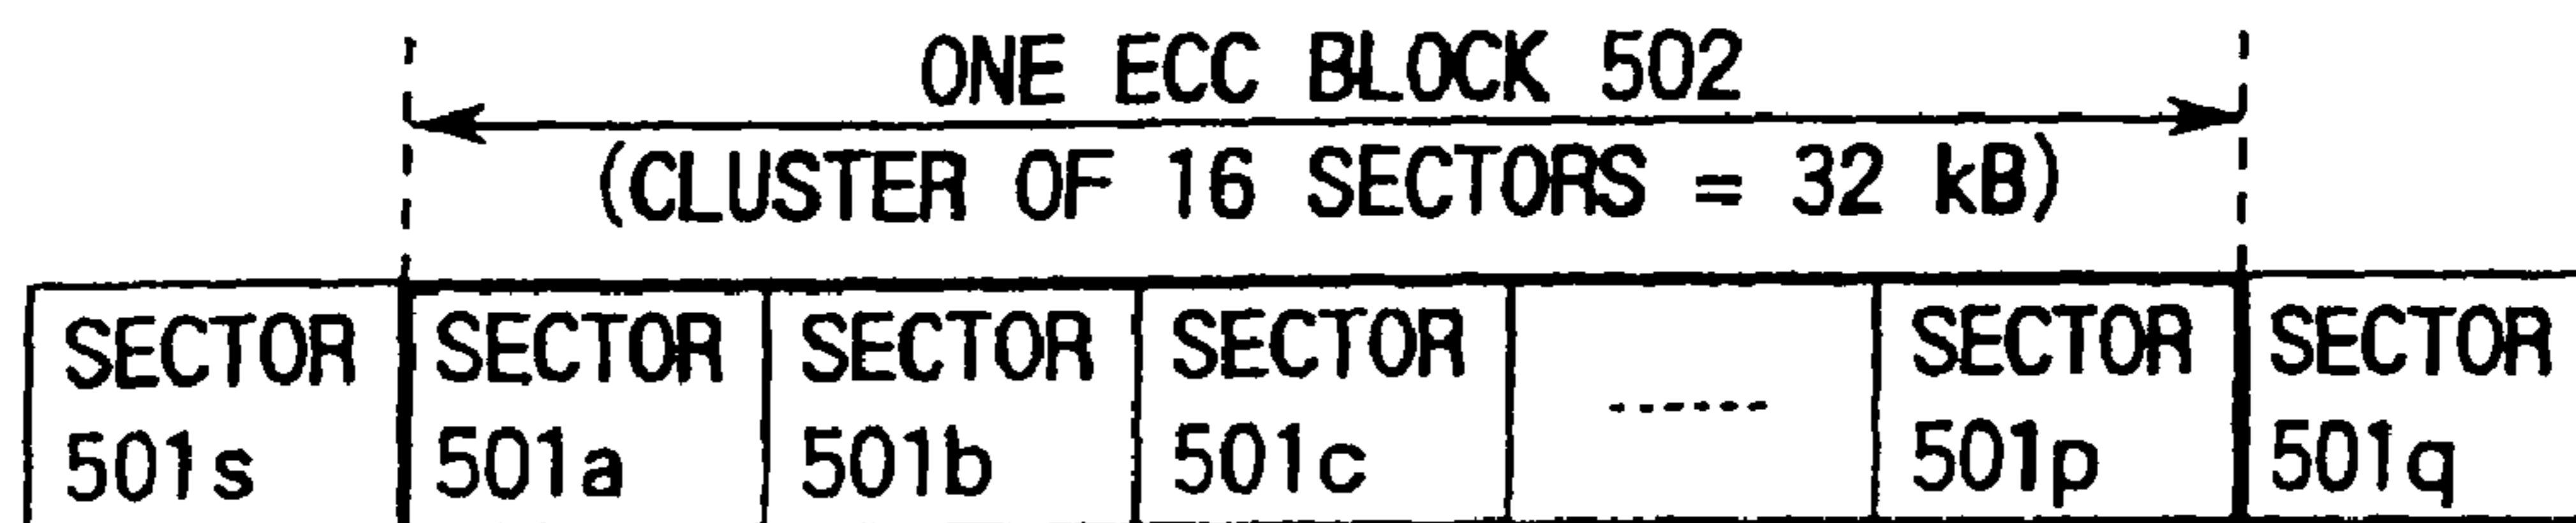 ONE ECC BLOCK 502
(CLUSTER OF 16 SECTORS = 32 kB)
SECTOR SECTOR SECTOR SECTOR SECTOR SECTOR
501s 501a 501b 501c ------ 501p 501q